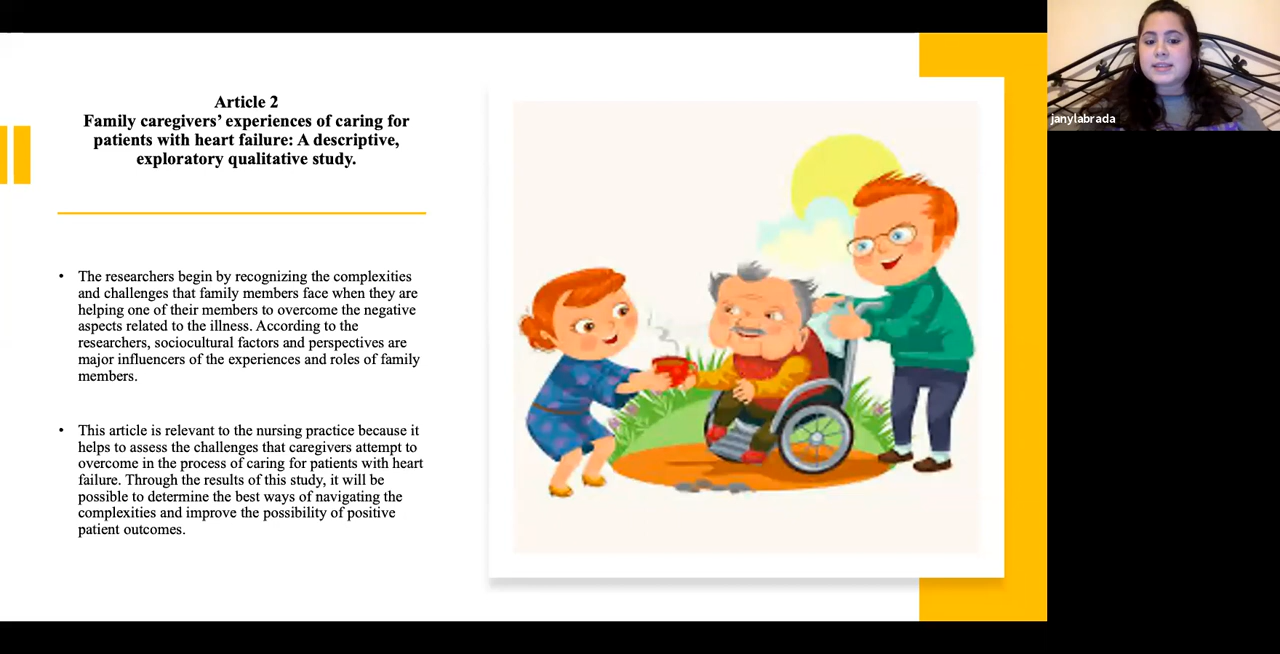 Article 2
Family caregivers’ experiences of caring for
patients with heart failure: A descriptive,
exploratory qualitative study.
• The researchers begin by recognizing the complexities
and challenges that family members face when they are
helping one of their members to overcome the negative
aspects related to the illness. According to the
researchers, sociocultural factors and perspectives are
major influencers of the experiences and roles of family
members.
• This article is relevant to the nursing practice because it
helps to assess the challenges that caregivers attempt to
overcome in the process of caring for patients with heart
failure. Through the results of this study, it will be
possible to determine the best ways of navigating the
complexities and improve the possibility of positive
patient outcomes.
janylabrada